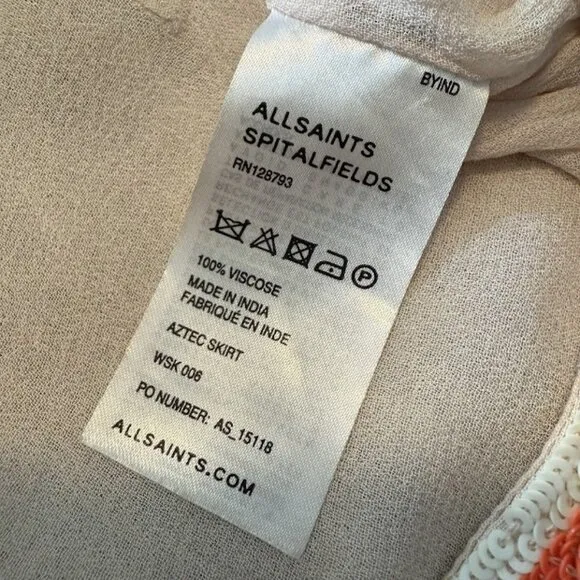 BYIND
ALLSAINTS
SPITALFIELDS
RN128793
P
100% VISCOSE
MADE IN INDIA
FABRIQUÉ EN INDE
AZTEC SKIRT
WSK 006
PO NUMBER: AS_15118
ALLSAINTS.COM